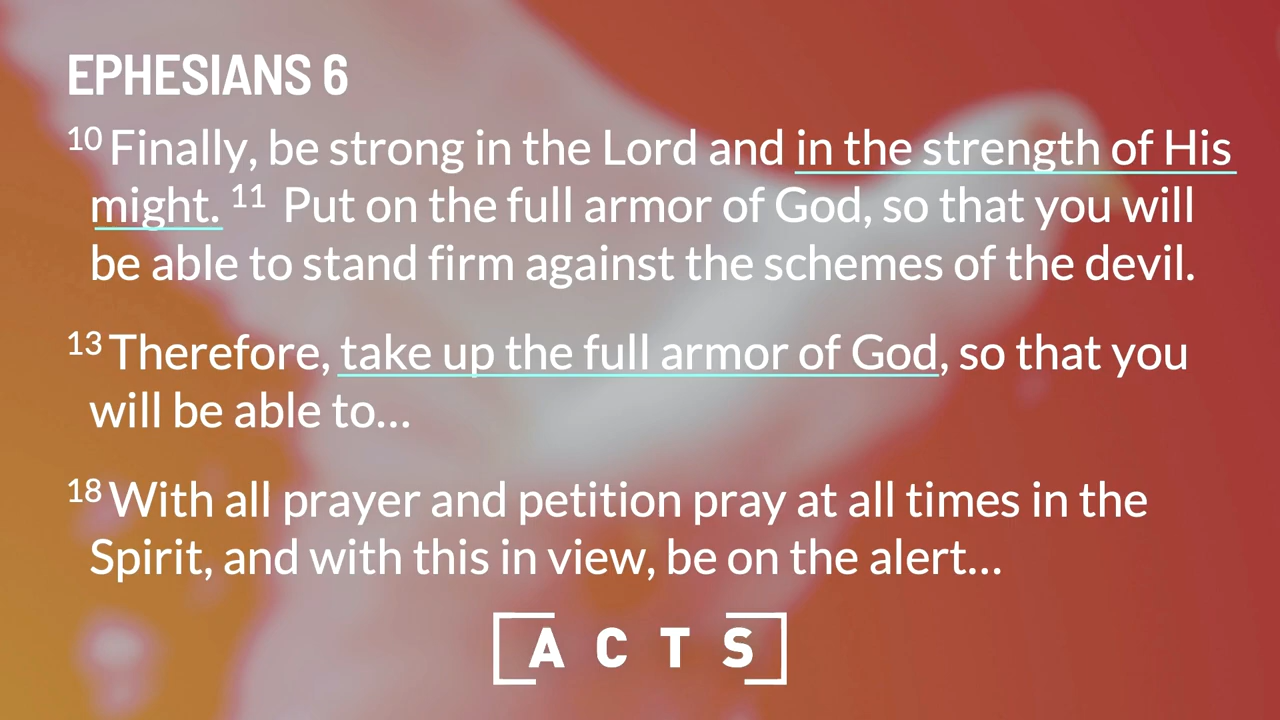 EPHESIANS 6
10 Finally, be strong in the Lord and in the strength of His
might. 11 Put on the full armor of God, so that you will
be able to stand firm against the schemes of the devil.
13 Therefore, take up the full armor of God, so that you
will be able to...
18 With all prayer and petition pray at all times in the
Spirit, and with this in view, be on the alert...
ACTS